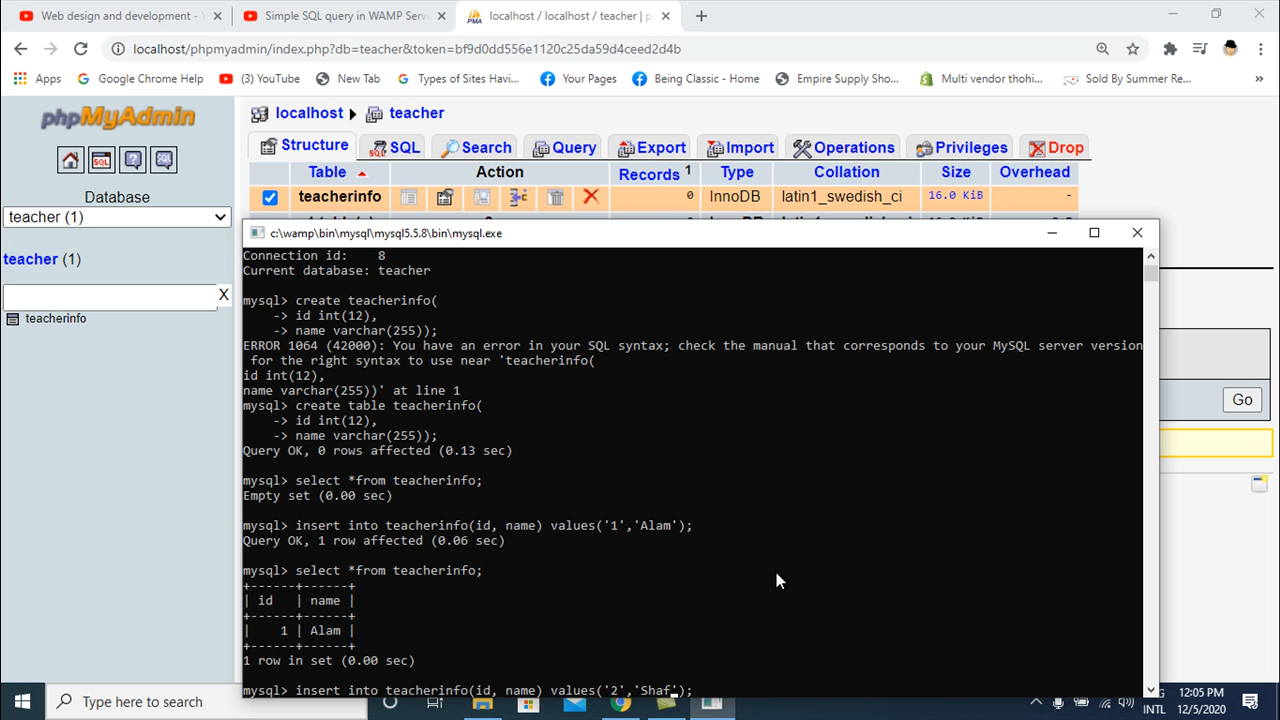 Web design and development - Y
Simple SQL query in WAMP Serve
localhost / localhost / teacher | p
localhost/phpmyadmin/index.php?db=teacher&token=bf9d0dd556e1120c25da59d4ceed2d4b
Apps
Google Chrome Help
(3) YouTube
New Tab
Types of Sites Havi...
Your Pages
Being Classic - Home
Empire Supply Sho...
Multi vendor thohi...
Sold By Summer Re...
phpMyAdmin
localhost
teacher
Structure
SQL
Search
Query
Export
Import
Operations
Privileges
Drop
Database
teacher (1)
teacher (1)
X
teacherinfo
Table Action Records 1 Type Collation Size Overhead
teacherinfo 0 InnoDB latin1_swedish_ci 16.0 KiB -
Go
c:\wamp\bin\mysql\mysql5.5.8\bin\mysql.exe
Connection id:    8
Current database: teacher
mysql> create teacherinfo(
    -> id int(12),
    -> name varchar(255));
ERROR 1064 (42000): You have an error in your SQL syntax; check the manual that corresponds to your MySQL server version
 for the right syntax to use near 'teacherinfo(
id int(12),
name varchar(255))' at line 1
mysql> create table teacherinfo(
    -> id int(12),
    -> name varchar(255));
Query OK, 0 rows affected (0.13 sec)
mysql> select *from teacherinfo;
Empty set (0.00 sec)
mysql> insert into teacherinfo(id, name) values('1','Alam');
Query OK, 1 row affected (0.06 sec)
mysql> select *from teacherinfo;
+------+------+
| id   | name |
+------+------+
|    1 | Alam |
+------+------+
1 row in set (0.00 sec)
mysql> insert into teacherinfo(id, name) values('2','Shaf');
Type here to search
INTL
12:05 PM
12/5/2020